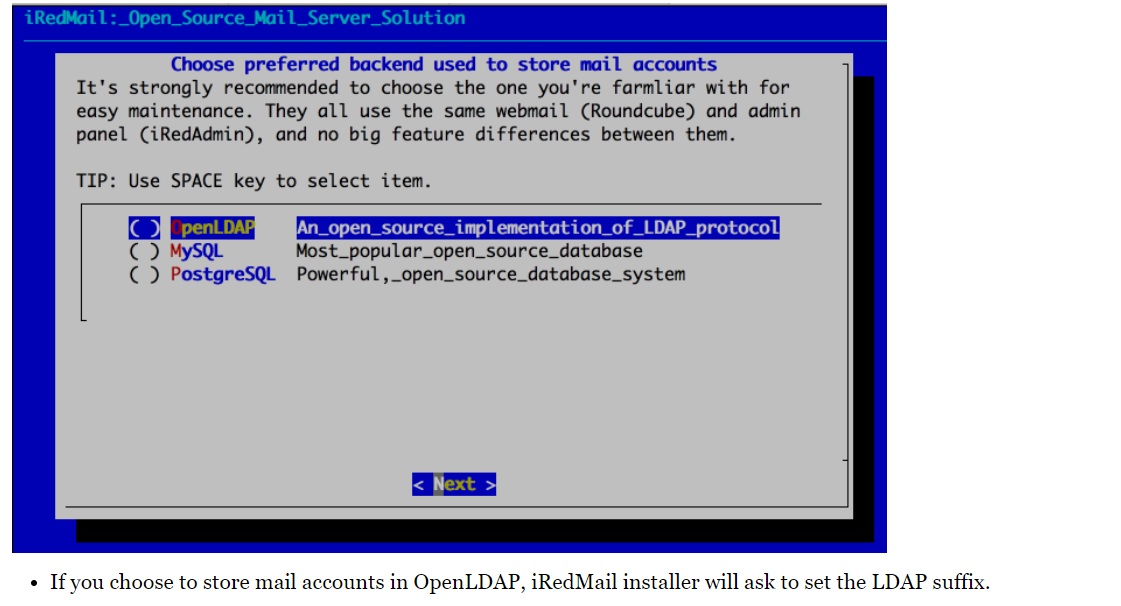 iRedMail:_Open_Source_Mail_Server_Solution
Choose preferred backend used to store mail accounts
It's strongly recommended to choose the one you're farmliar with for
easy maintenance. They all use the same webmail (Roundcube) and admin
panel (iRedAdmin), and no big feature differences between them.
TIP: Use SPACE key to select item.
( ) OpenLDAP An_open_source_implementation_of_LDAP_protocol
( ) MySQL Most_popular_open_source_database
( ) PostgreSQL Powerful,_open_source_database_system
< Next >
• If you choose to store mail accounts in OpenLDAP, iRedMail installer will ask to set the LDAP suffix.